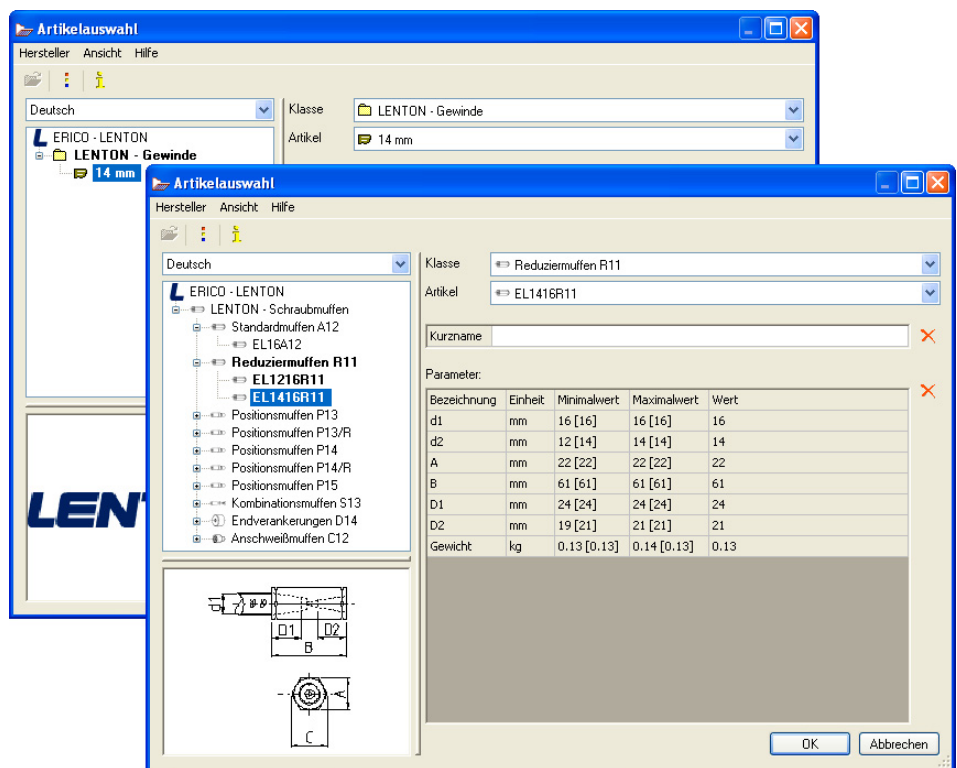 Artikelauswahl
Hersteller Ansicht Hilfe
Deutsch
Klasse LENTON - Gewinde
Artikel 14 mm
ERICO - LENTON
LENTON - Gewinde
14 mm
LENT
Artikelauswahl
Hersteller Ansicht Hilfe
Deutsch
ERICO - LENTON
LENTON - Schraubmuffen
Standardmuffen A12
EL16A12
Reduziermuffen R11
EL1216R11
EL1416R11
Positionsmuffen P13
Positionsmuffen P13/R
Positionsmuffen P14
Positionsmuffen P14/R
Positionsmuffen P15
Kombinationsmuffen S13
Endverankerungen D14
Anschweißmuffen C12
d1
D1 D2
B
A
C
Klasse Reduziermuffen R11
Artikel EL1416R11
Kurzname
Parameter:
Bezeichnung Einheit Minimalwert Maximalwert Wert
d1 mm 16 [16] 16 [16] 16
d2 mm 12 [14] 14 [14] 14
A mm 22 [22] 22 [22] 22
B mm 61 [61] 61 [61] 61
D1 mm 24 [24] 24 [24] 24
D2 mm 19 [21] 21 [21] 21
Gewicht kg 0.13 [0.13] 0.14 [0.13] 0.13
OK Abbrechen